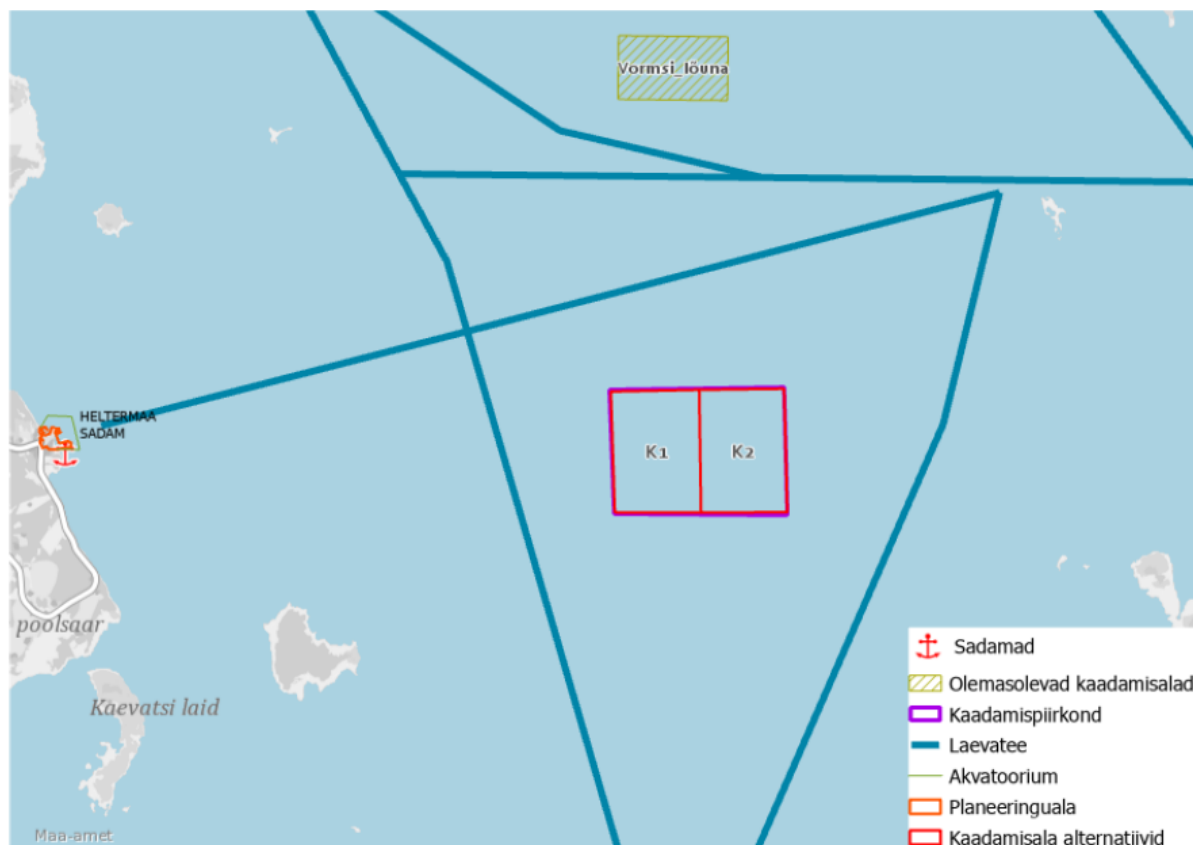 Vormsi_lõuna
HELTERMAA
SADAM
K1
K2
poolsaar
Kaevatsi laid
Maa-amet
Sadamad
Olemasolevad kaadamisalad
Kaadamispiirkond
Laevatee
Akvatoorium
Planeeringuala
Kaadamisala alternatiivid